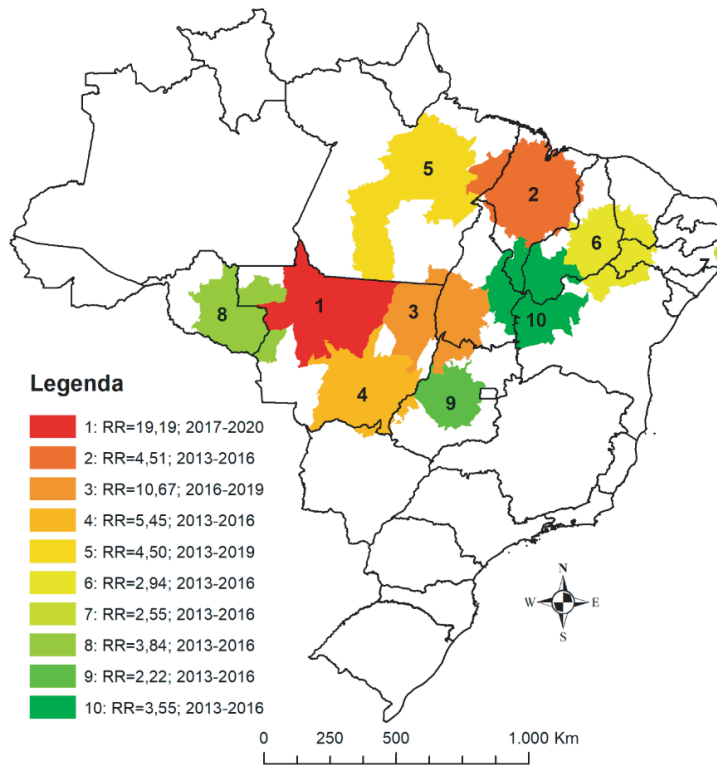 5
2
6
7
1
3
10
8
4
9
Legenda
1: RR=19,19; 2017-2020
2: RR=4,51; 2013-2016
3: RR=10,67; 2016-2019
4: RR=5,45; 2013-2016
5: RR=4,50; 2013-2019
6: RR=2,94; 2013-2016
7: RR=2,55; 2013-2016
8: RR=3,84; 2013-2016
9: RR=2,22; 2013-2016
10: RR=3,55; 2013-2016
N
W E
S
0 250 500 1.000 Km